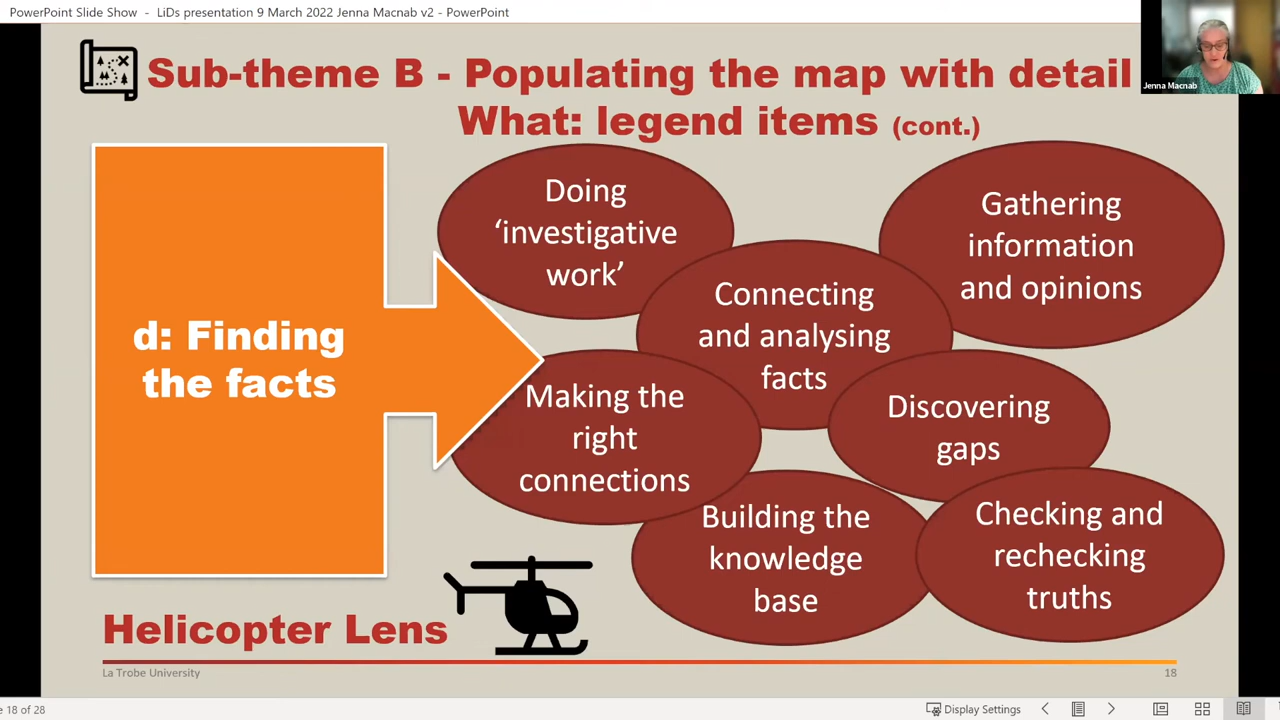 PowerPoint Slide Show - LiDs presentation 9 March 2022 Jenna Macnab v2 - PowerPoint
Jenna Macnab
Sub-theme B - Populating the map with detail
What: legend items (cont.)
d: Finding
the facts
Doing
‘investigative
work’
Gathering
information
and opinions
Connecting
and analysing
facts
Making the
right
connections
Discovering
gaps
Building the
knowledge
base
Checking and
rechecking
truths
Helicopter Lens
La Trobe University
18
18 of 28
Display Settings